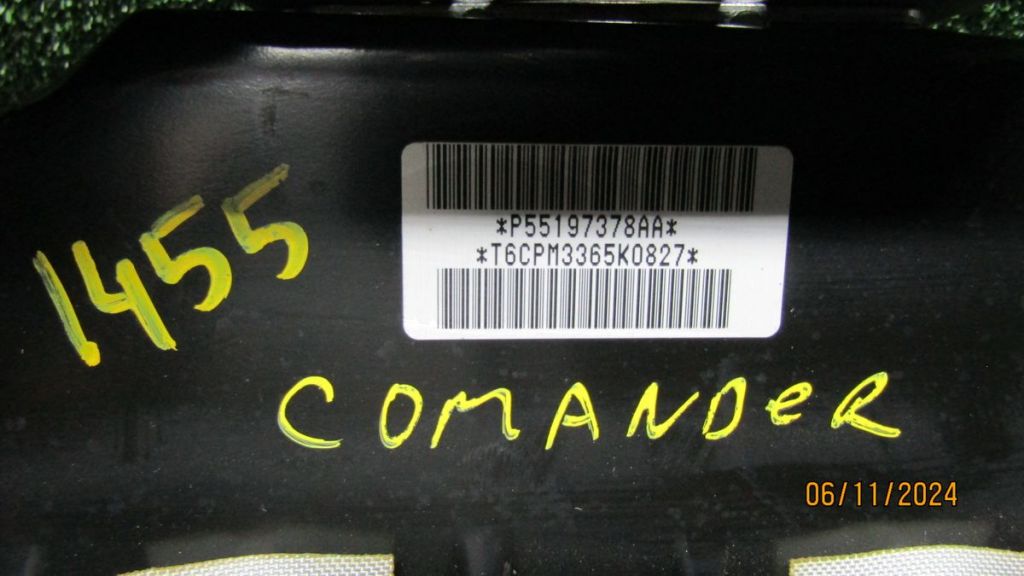 1455
*P55197378AA*
*T6CPM3365K0827*
COMANDeR
06/11/2024